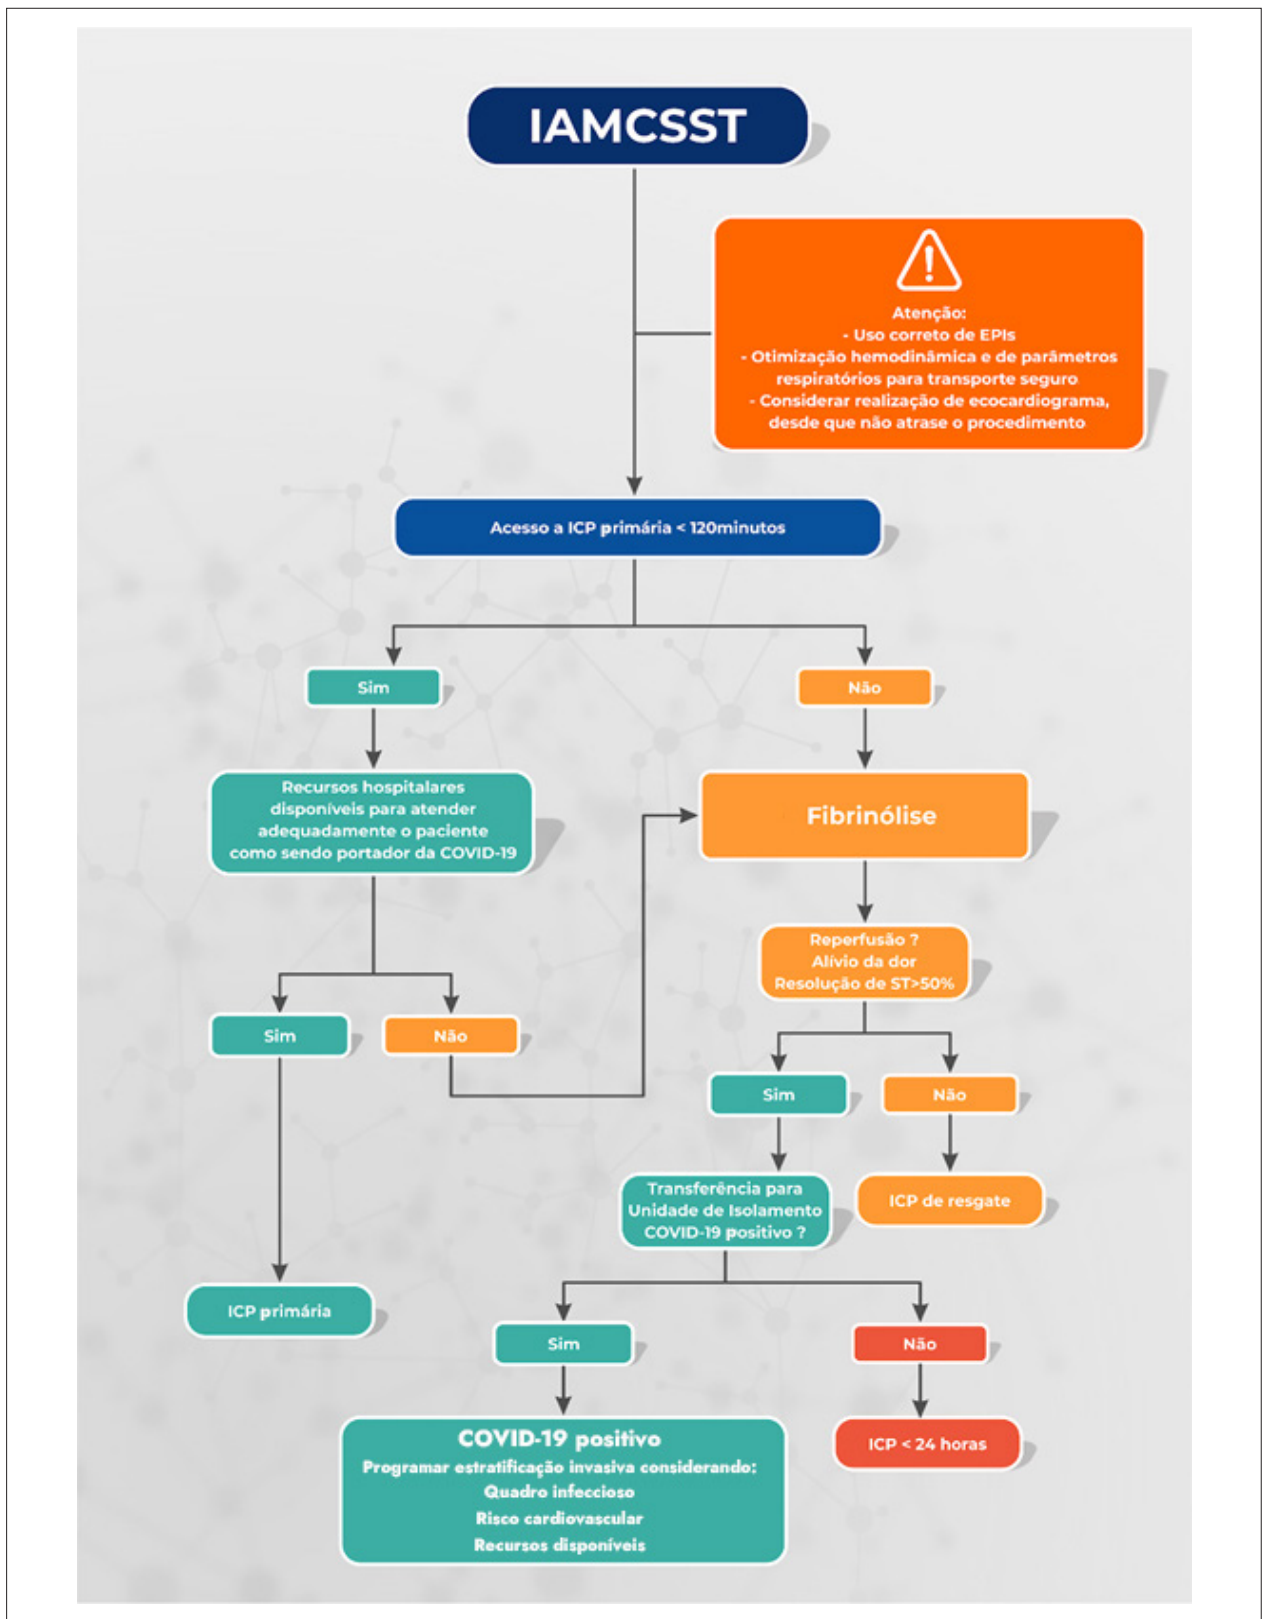 IAMCSST
Atenção:
- Uso correto de EPIs
- Otimização hemodinâmica e de parâmetros
respiratórios para transporte seguro
- Considerar realização de ecocardiograma,
desde que não atrase o procedimento
Acesso a ICP primária < 120minutos
Sim
Não
Recursos hospitalares
disponíveis para atender
adequadamente o paciente
como sendo portador da COVID-19
Fibrinólise
Reperfusão ?
Alívio da dor
Resolução de ST>50%
Sim
Não
Sim
Não
Transferência para
Unidade de Isolamento
COVID-19 positivo ?
ICP de resgate
ICP primária
Sim
Não
COVID-19 positivo
Programar estratificação invasiva considerando:
Quadro infeccioso
Risco cardiovascular
Recursos disponíveis
ICP < 24 horas